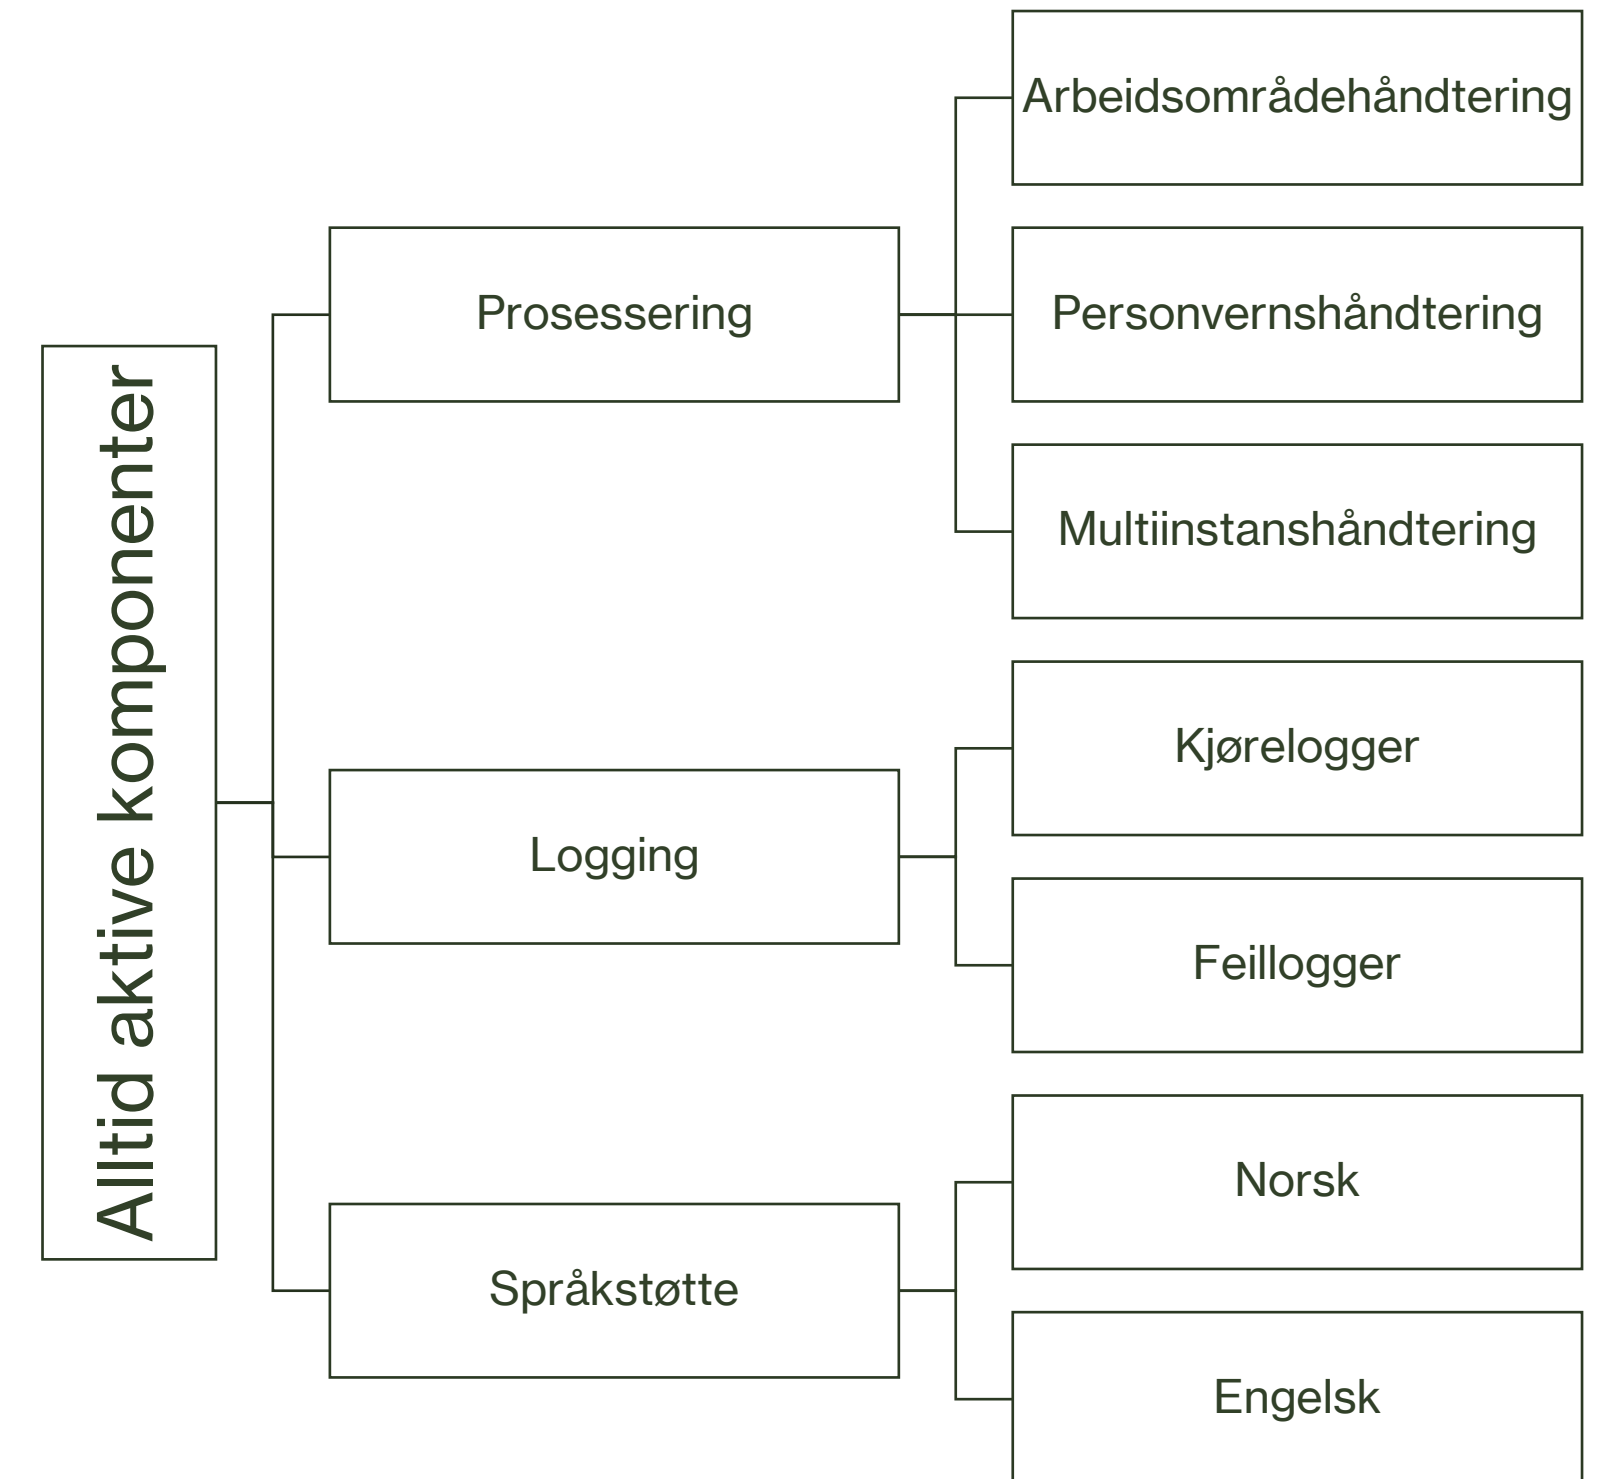 Alltid aktive komponenter
Prosessering
Arbeidsområdehåndtering
Personvernshåndtering
Multiinstanshåndtering
Logging
Kjørelogger
Feillogger
Språkstøtte
Norsk
Engelsk